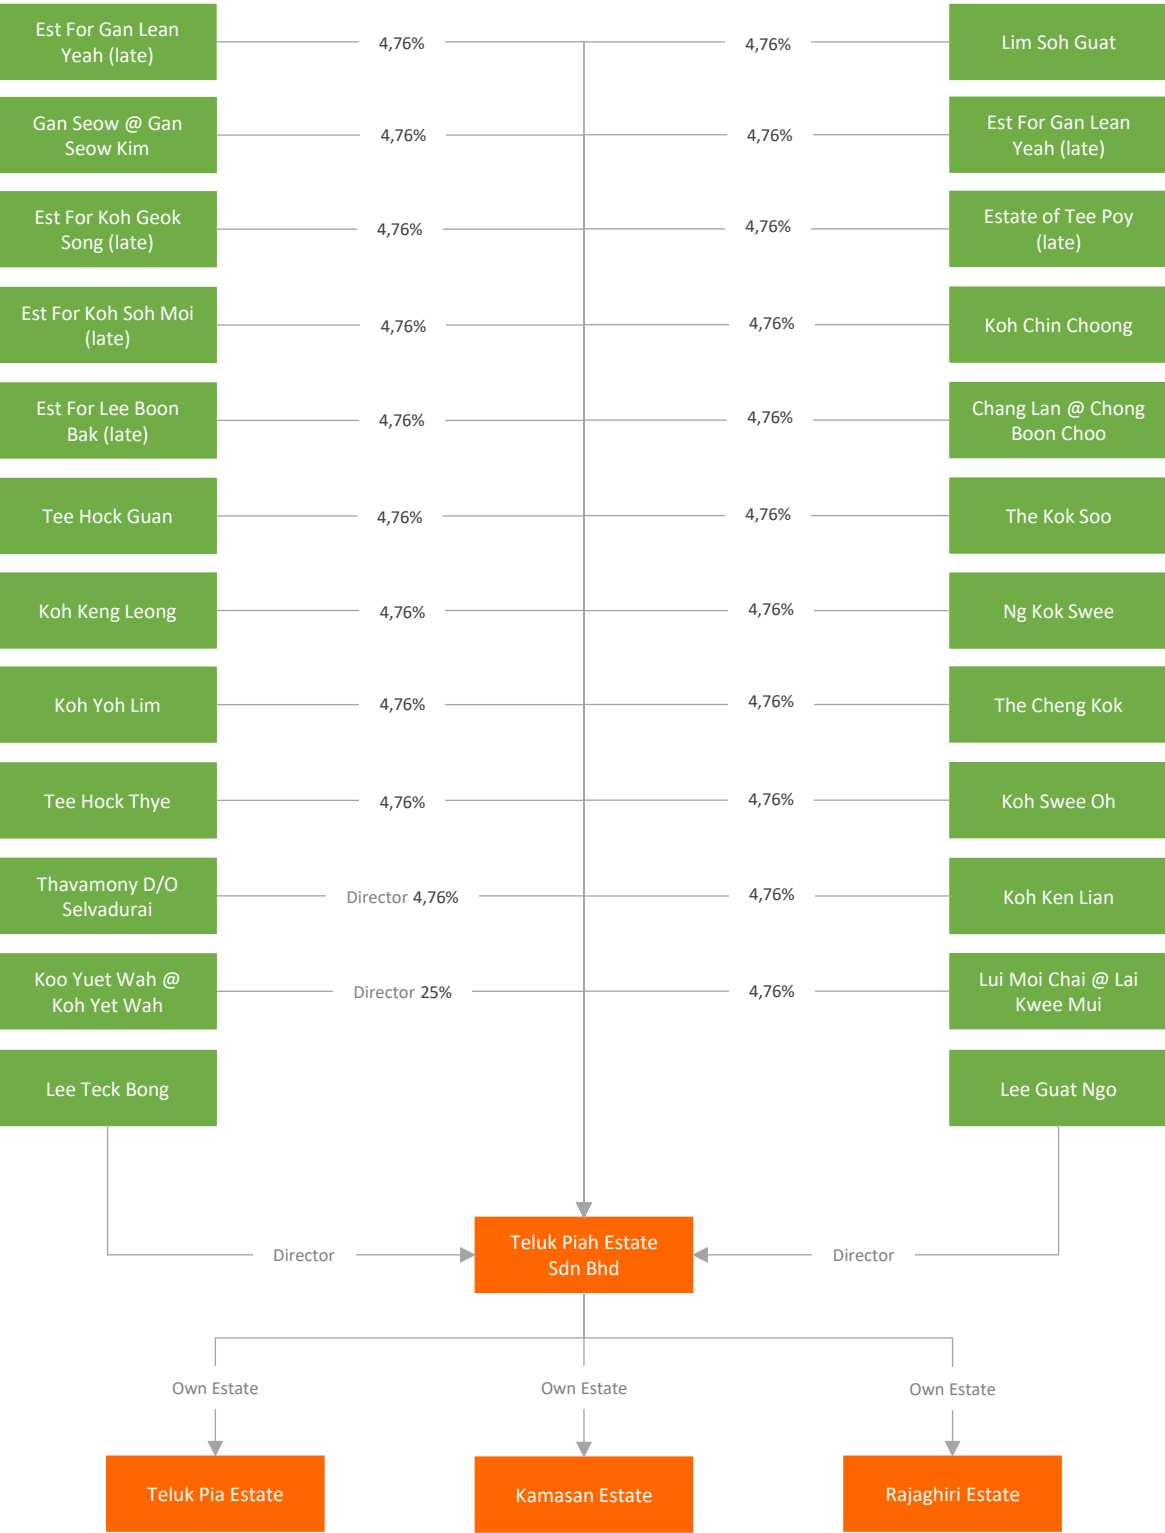 Est For Gan Lean
Yeah (late)
4,76%
4,76%
Lim Soh Guat
Gan Seow @ Gan
Seow Kim
4,76%
4,76%
Est For Gan Lean
Yeah (late)
Est For Koh Geok
Song (late)
4,76%
4,76%
Estate of Tee Poy
(late)
Est For Koh Soh Moi
(late)
4,76%
4,76%
Koh Chin Choong
Est For Lee Boon
Bak (late)
4,76%
4,76%
Chang Lan @ Chong
Boon Choo
Tee Hock Guan
4,76%
4,76%
The Kok Soo
Koh Keng Leong
4,76%
4,76%
Ng Kok Swee
Koh Yoh Lim
4,76%
4,76%
The Cheng Kok
Tee Hock Thye
4,76%
4,76%
Koh Swee Oh
Thavamony D/O
Selvadurai
Director 4,76%
4,76%
Koh Ken Lian
Koo Yuet Wah @
Koh Yet Wah
Director 25%
4,76%
Lui Moi Chai @ Lai
Kwee Mui
Lee Teck Bong
Lee Guat Ngo
Director
Teluk Piah Estate
Sdn Bhd
Director
Own Estate
Own Estate
Own Estate
Teluk Pia Estate
Kamasan Estate
Rajaghiri Estate